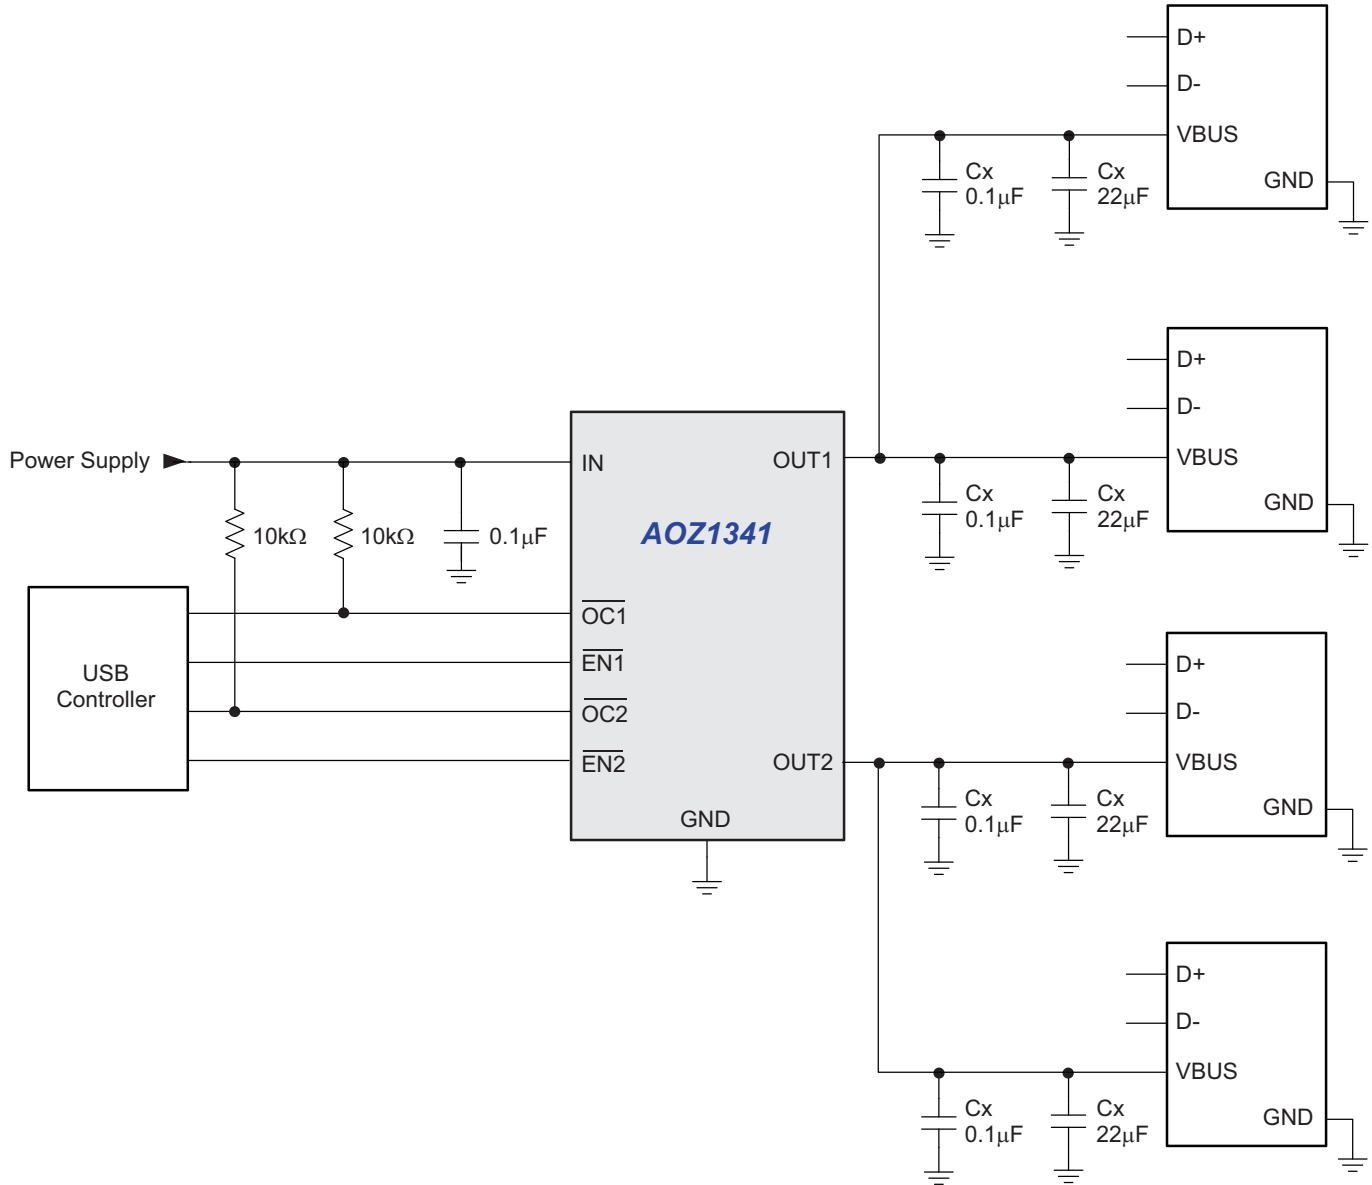 D+
D-
VBUS
GND
Cx
0.1µF
Cx
22µF
D+
D-
VBUS
GND
Cx
0.1µF
Cx
22µF
Power Supply
10kΩ
10kΩ
0.1µF
USB
Controller
IN
OUT1
AOZ1341
OC1
EN1
OC2
EN2
OUT2
GND
D+
D-
VBUS
GND
Cx
0.1µF
Cx
22µF
D+
D-
VBUS
GND
Cx
0.1µF
Cx
22µF